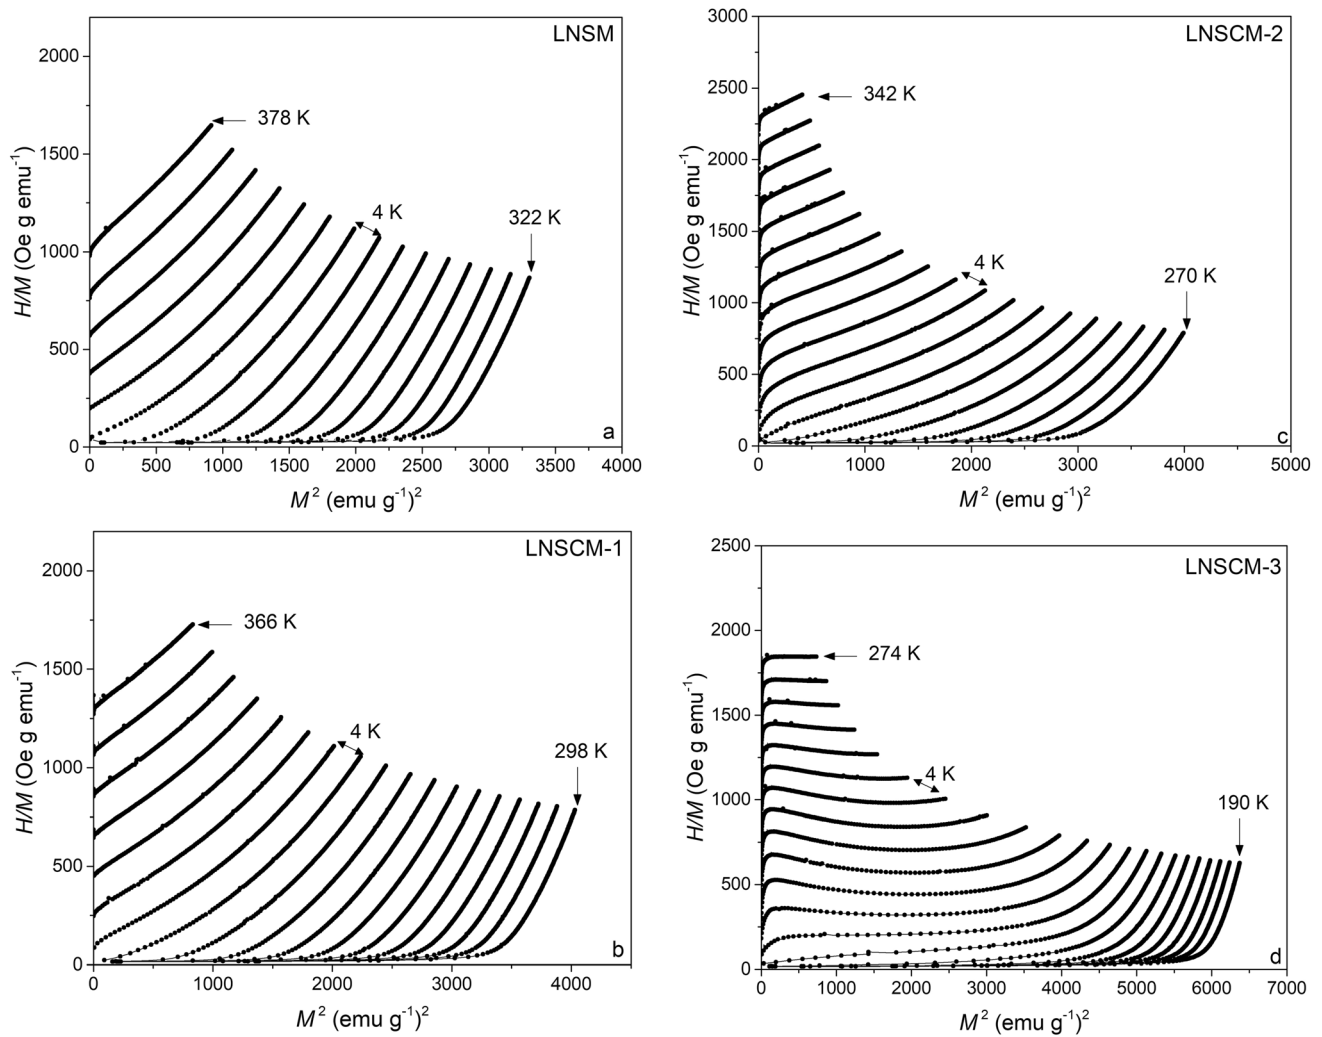 LNSM
2000
1500
1000
500
0
H/M (Oe g emu⁻¹)
378 K
4 K
322 K
a
0 500 1000 1500 2000 2500 3000 3500 4000
M² (emu g⁻¹)²
LNSCM-2
3000
2500
2000
1500
1000
500
0
H/M (Oe g emu⁻¹)
342 K
4 K
270 K
c
0 1000 2000 3000 4000 5000
M² (emu g⁻¹)²
LNSCM-1
2000
1500
1000
500
0
H/M (Oe g emu⁻¹)
366 K
4 K
298 K
b
0 1000 2000 3000 4000
M² (emu g⁻¹)²
LNSCM-3
2500
2000
1500
1000
500
0
H/M (Oe g emu⁻¹)
274 K
4 K
190 K
d
0 1000 2000 3000 4000 5000 6000 7000
M² (emu g⁻¹)²